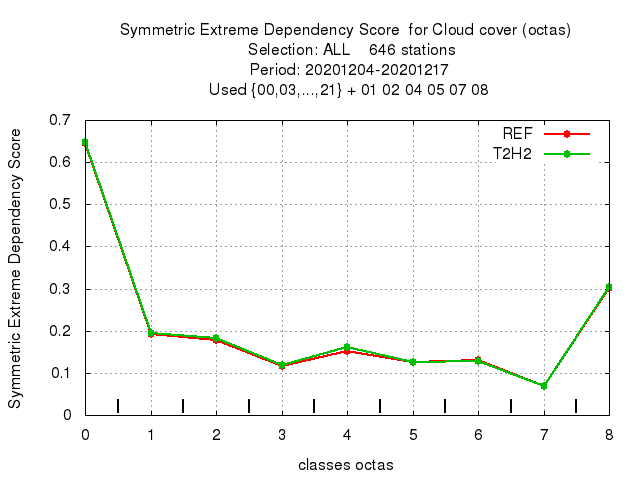 Symmetric Extreme Dependency Score for Cloud cover (octas)
Selection: ALL 646 stations
Period: 20201204-20201217
Used {00,03,...,21} + 01 02 04 05 07 08
REF
T2H2
Symmetric Extreme Dependency Score
0.7
0.6
0.5
0.4
0.3
0.2
0.1
0
0 1 2 3 4 5 6 7 8
classes octas